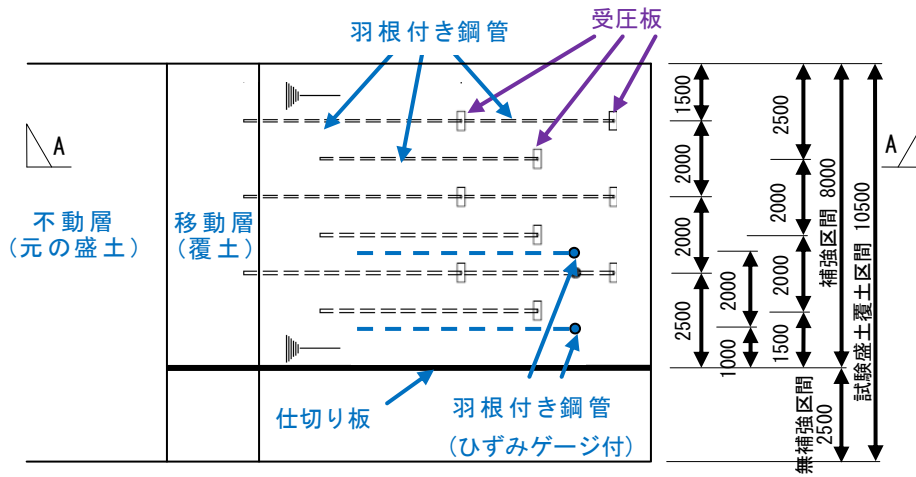 羽根付き鋼管
受圧板
A
A
不動層
(元の盛土)
移動層
(覆土)
仕切り板
羽根付き鋼管
(ひずみゲージ付)
1500
2000
2000
2500
2000
1000
2500
2000
2000
1500
補強区間 8000
無補強区間
2500
試験盛土覆土区間 10500